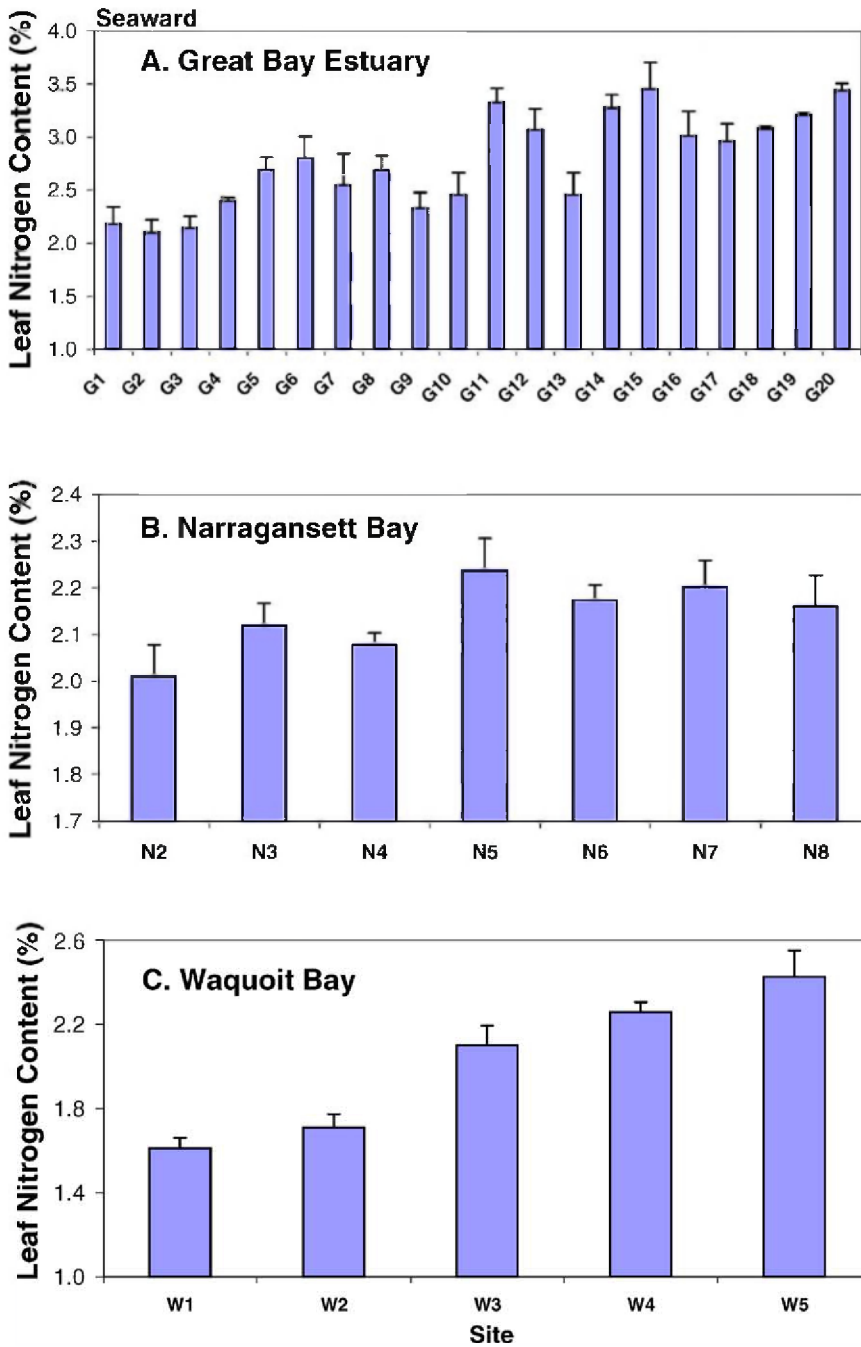 Seaward
A. Great Bay Estuary
Leaf Nitrogen Content (%)
4.0
3.5
3.0
2.5
2.0
1.5
1.0
G1 G2 G3 G4 G5 G6 G7 G8 G9 G10 G11 G12 G13 G14 G15 G16 G17 G18 G19 G20
B. Narragansett Bay
Leaf Nitrogen Content (%)
2.4
2.3
2.2
2.1
2.0
1.9
1.8
1.7
N2 N3 N4 N5 N6 N7 N8
C. Waquoit Bay
Leaf Nitrogen Content (%)
2.6
2.2
1.8
1.4
1.0
W1 W2 W3 W4 W5
Site